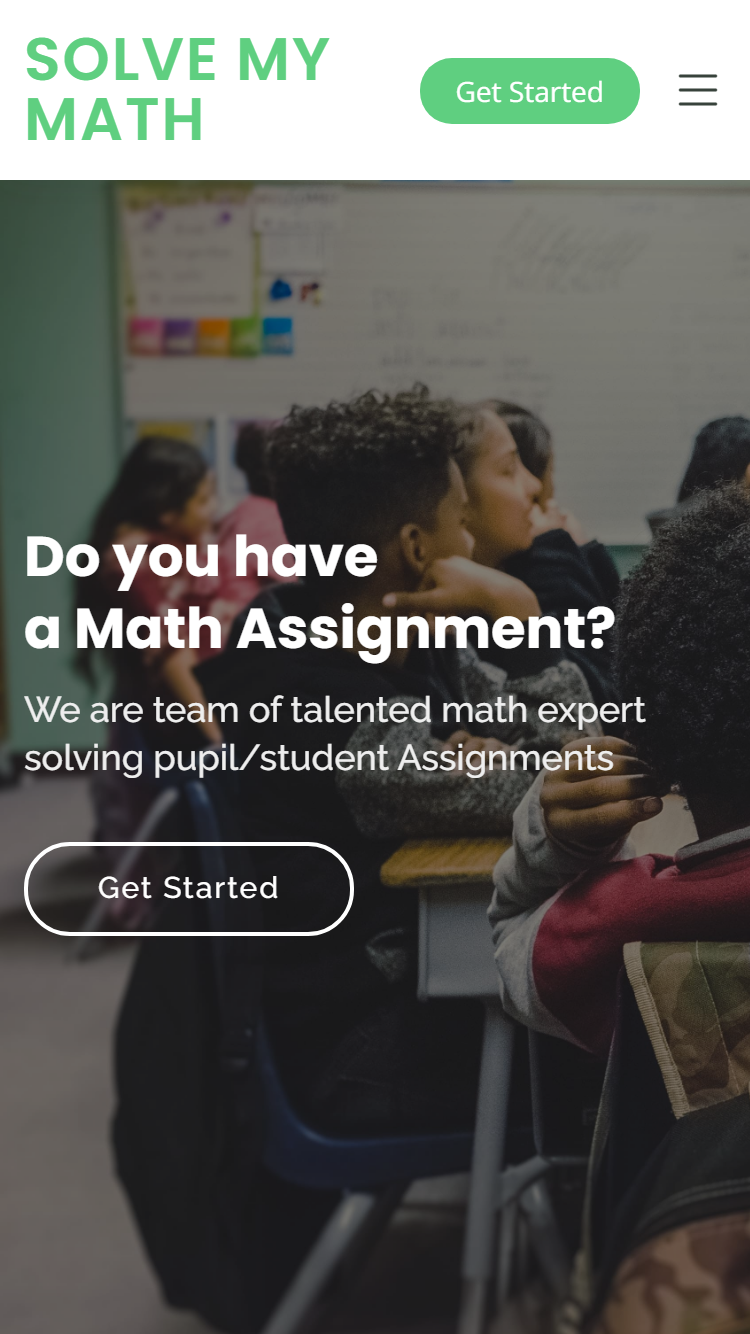 SOLVE MY
MATH
Get Started
Do you have
a Math Assignment?
We are team of talented math expert
solving pupil/student Assignments
Get Started